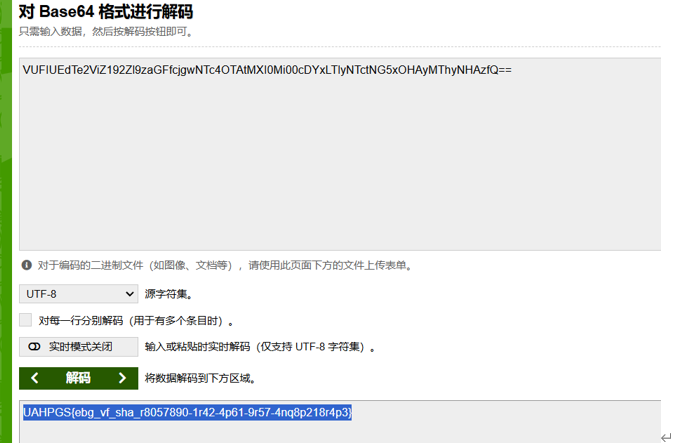 对 Base64 格式进行解码
只需输入数据，然后按解码按钮即可。
VUFIUEdTe2ViZ192Zl9zaGFfcjgwNTc4OTAtMXI0Mi00cDYxLTlyNTctNG5xOHAyMThyNHAzfQ==
对于编码的二进制文件（如图像、文档等），请使用此页面下方的文件上传表单。
UTF-8 源字符集。
对每一行分别解码（用于有多个条目时）。
实时模式关闭 输入或粘贴时实时解码（仅支持 UTF-8 字符集）。
解码 将数据解码到下方区域。
UAHPGS{ebg_vf_sha_r8057890-1r42-4p61-9r57-4nq8p218r4p3}